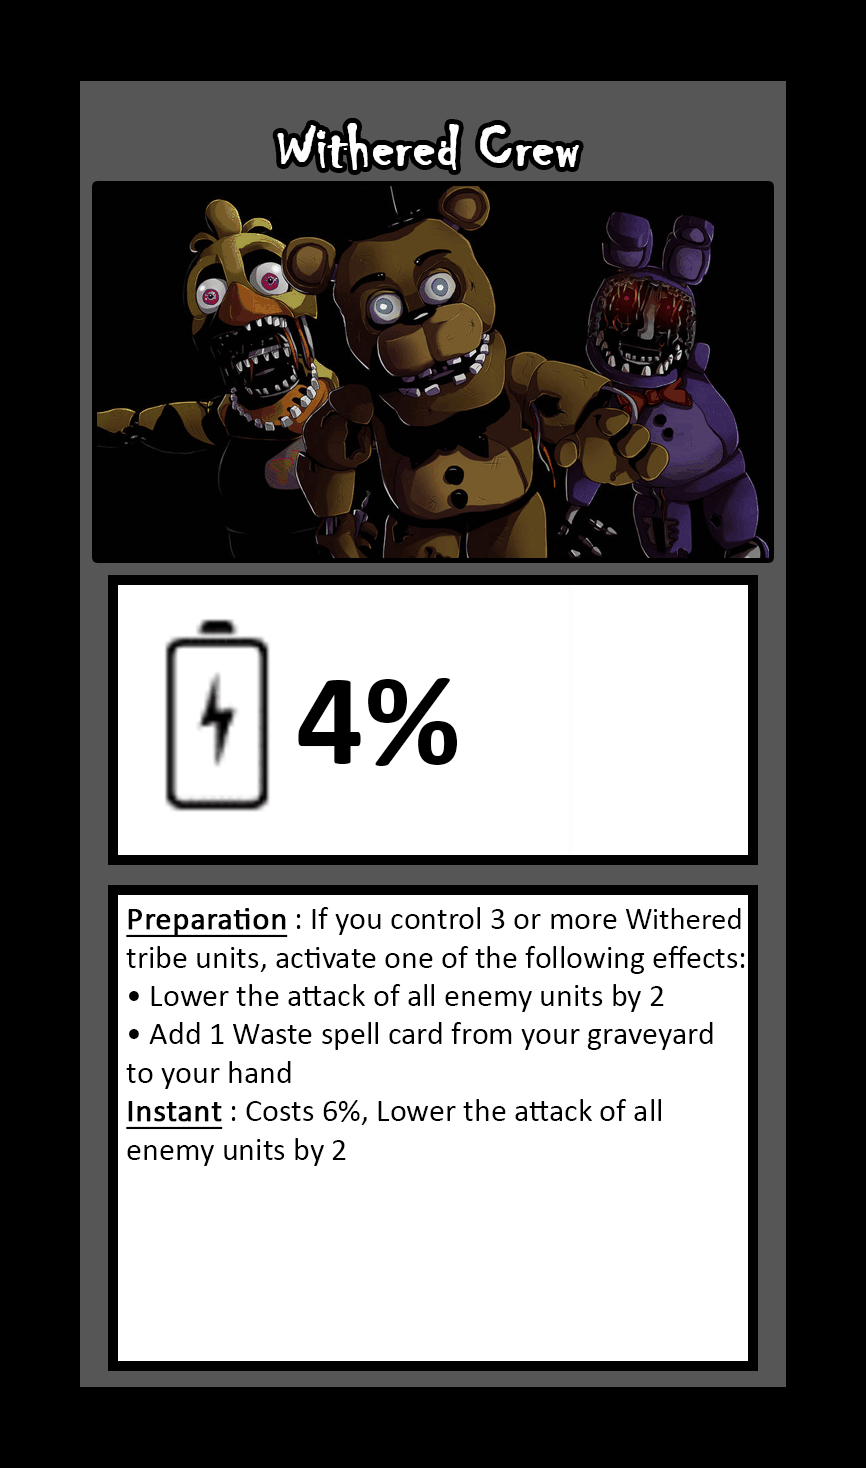 Withered Crew
4%
Preparation : If you control 3 or more Withered
tribe units, activate one of the following effects:
• Lower the attack of all enemy units by 2
• Add 1 Waste spell card from your graveyard
to your hand
Instant : Costs 6%, Lower the attack of all
enemy units by 2